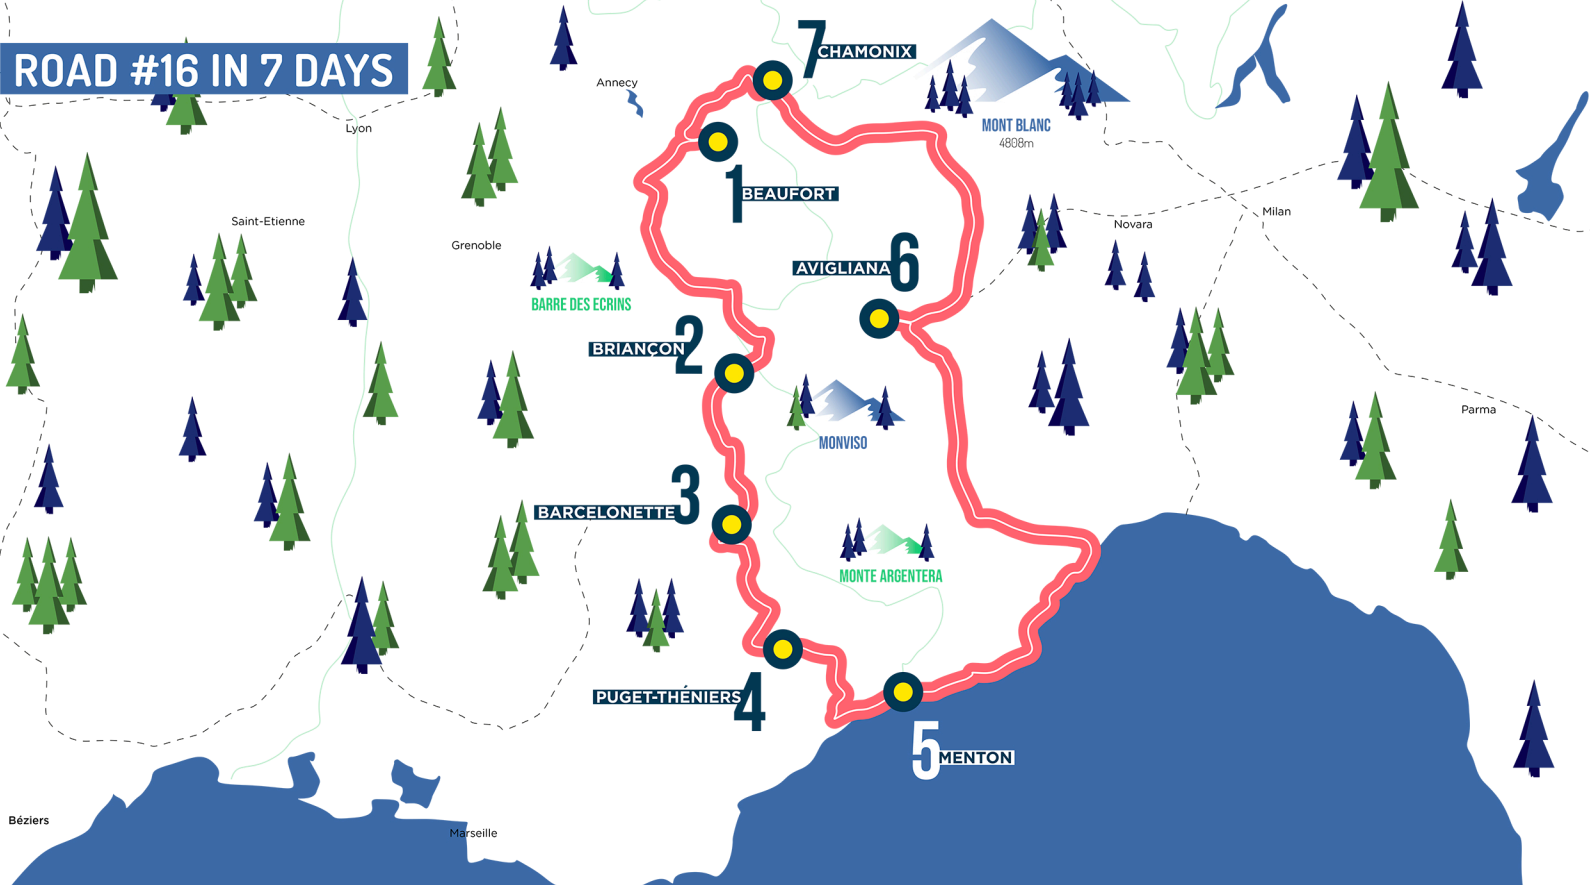 ROAD #16 IN 7 DAYS
7 CHAMONIX
Annecy
MONT BLANC
4808m
Lyon
1 BEAUFORT
Saint-Etienne
Grenoble
Novara
Milan
AVIGLIANA 6
BARRE DES ECRINS
BRIANÇON 2
MONVISO
Parma
BARCELONETTE 3
MONTE ARGENTERA
PUGET-THÉNIERS 4
5 MENTON
Béziers
Marseille